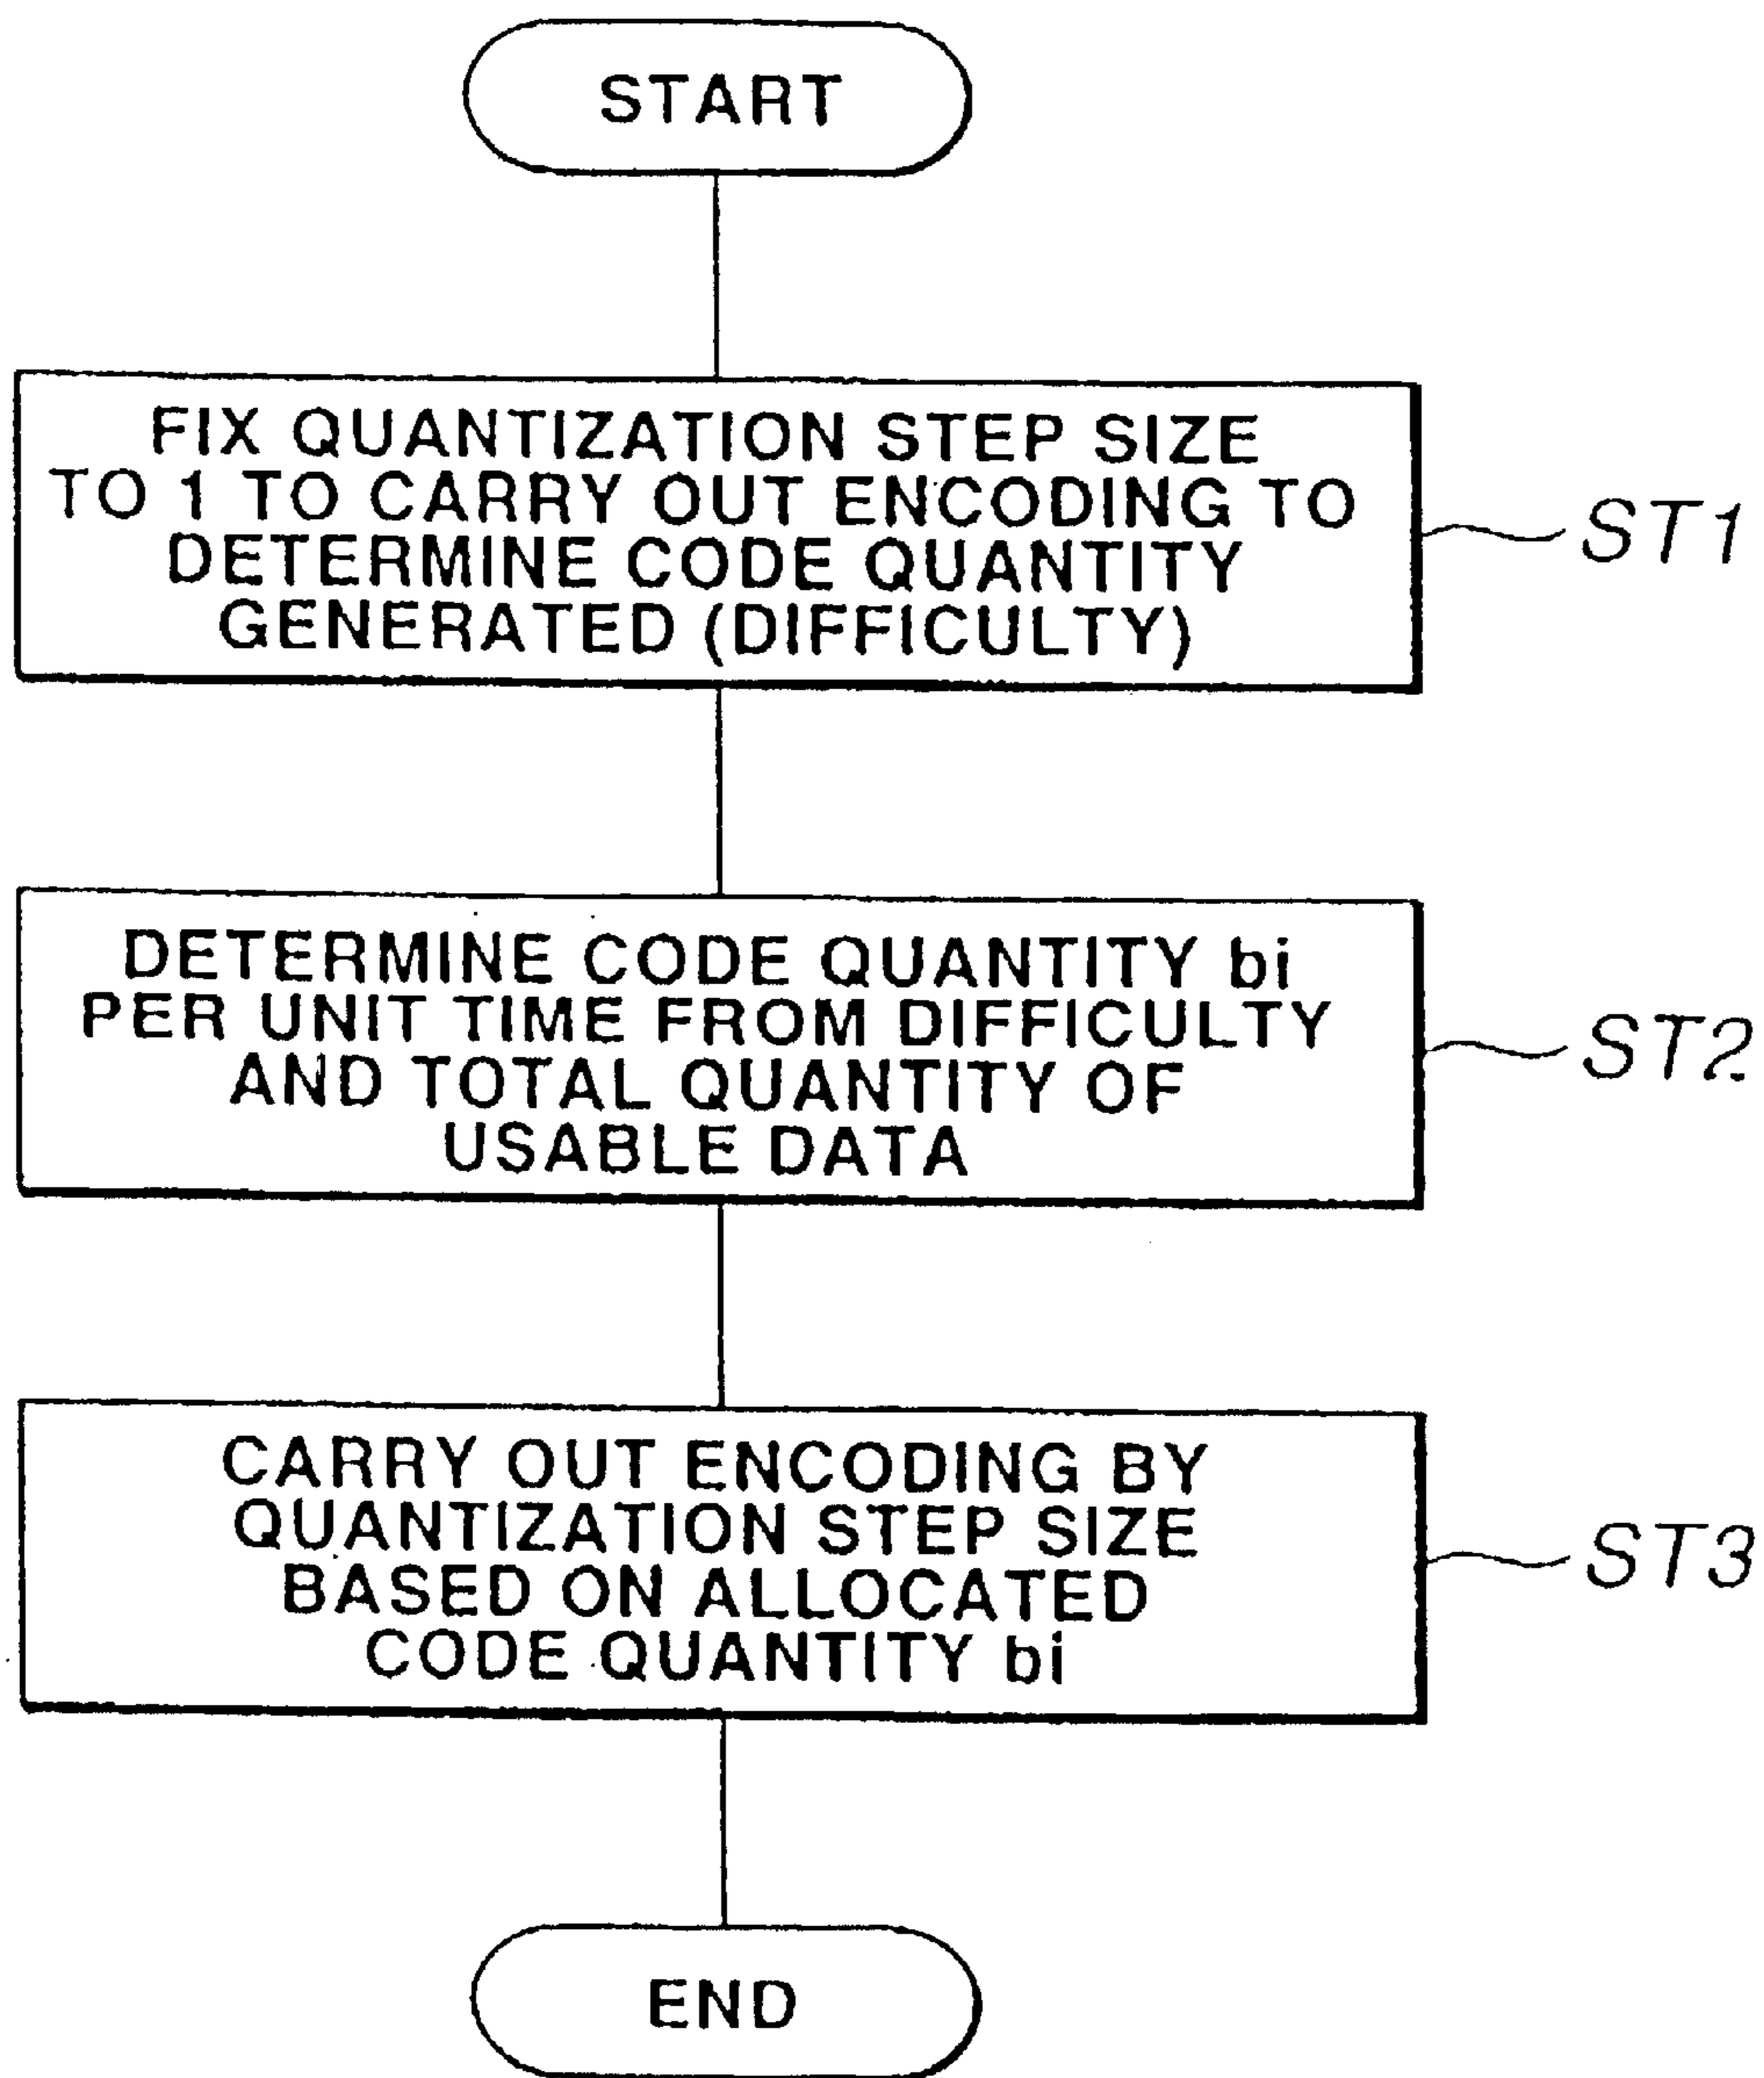 START
FIX QUANTIZATION STEP SIZE
TO 1 TO CARRY OUT ENCODING TO
DETERMINE CODE QUANTITY
GENERATED (DIFFICULTY)
ST1
DETERMINE CODE QUANTITY bi
PER UNIT TIME FROM DIFFICULTY
AND TOTAL QUANTITY OF
USABLE DATA
ST2
CARRY OUT ENCODING BY
QUANTIZATION STEP SIZE
BASED ON ALLOCATED
CODE QUANTITY bi
ST3
END